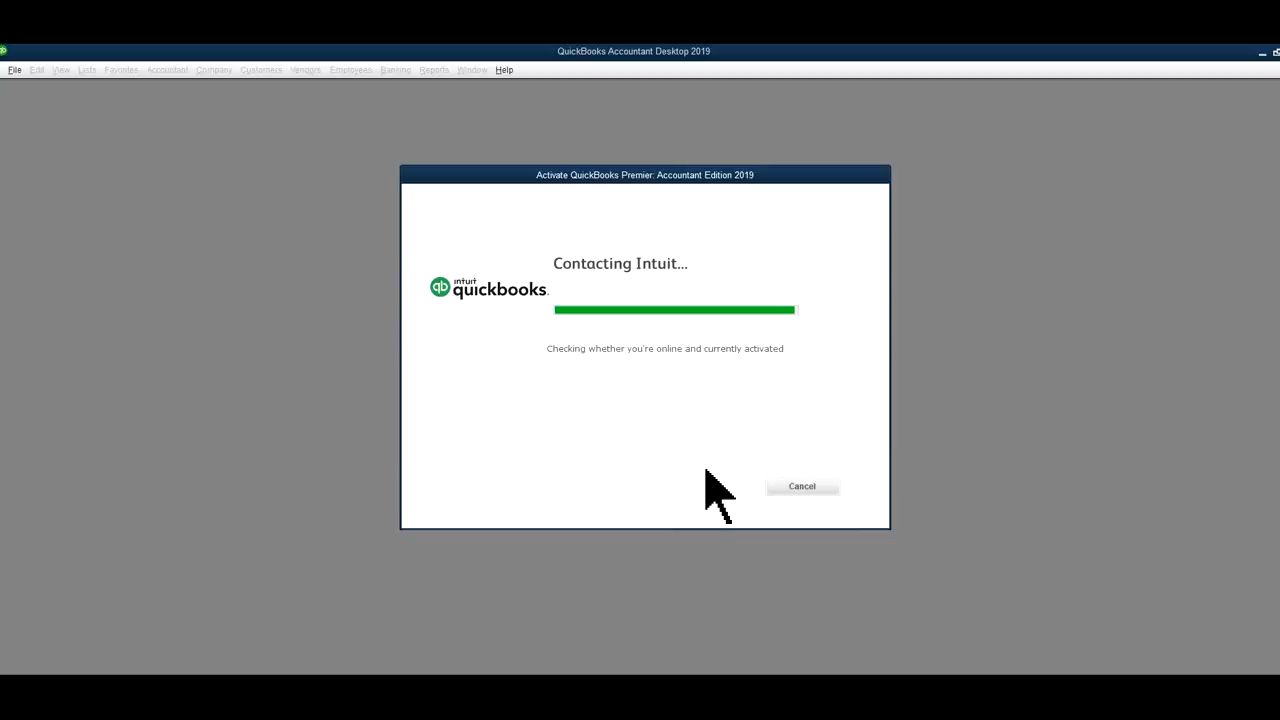 QuickBooks Accountant Desktop 2019
File Edit View Lists Favorites Accountant Company Customers Vendors Employees Banking Reports Window Help
Activate QuickBooks Premier: Accountant Edition 2019
Contacting Intuit...
qb intuit quickbooks.
Checking whether you're online and currently activated
Cancel